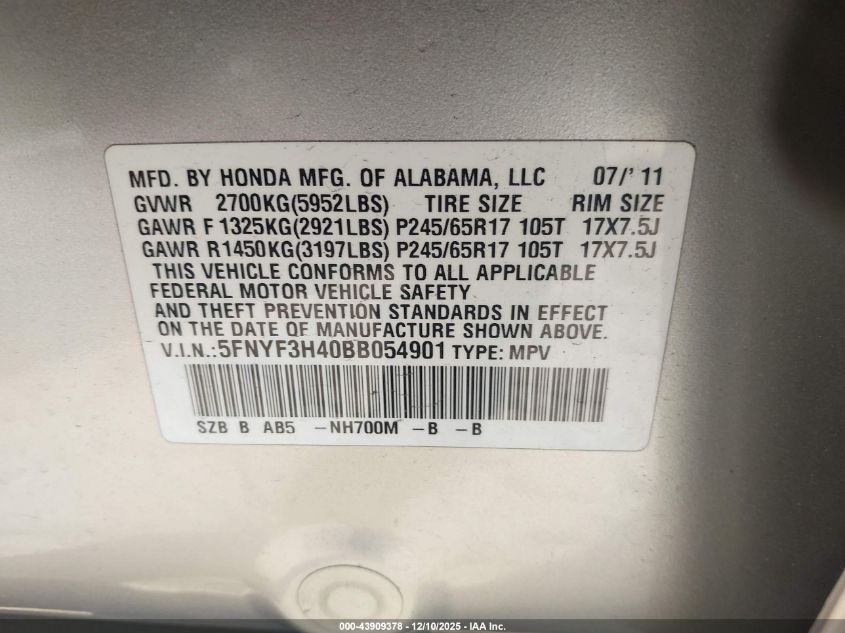 MFD. BY HONDA MFG. OF ALABAMA, LLC 07/' 11
GVWR 2700KG(5952LBS) TIRE SIZE RIM SIZE
GAWR F 1325KG(2921LBS) P245/65R17 105T 17X7.5J
GAWR R1450KG(3197LBS) P245/65R17 105T 17X7.5J
THIS VEHICLE CONFORMS TO ALL APPLICABLE
FEDERAL MOTOR VEHICLE SAFETY
AND THEFT PREVENTION STANDARDS IN EFFECT
ON THE DATE OF MANUFACTURE SHOWN ABOVE.
V.I.N.:5FNYF3H40BB054901 TYPE: MPV
SZB B AB5 -NH700M -B -B
000-43909378 - 12/10/2025 - IAA Inc.